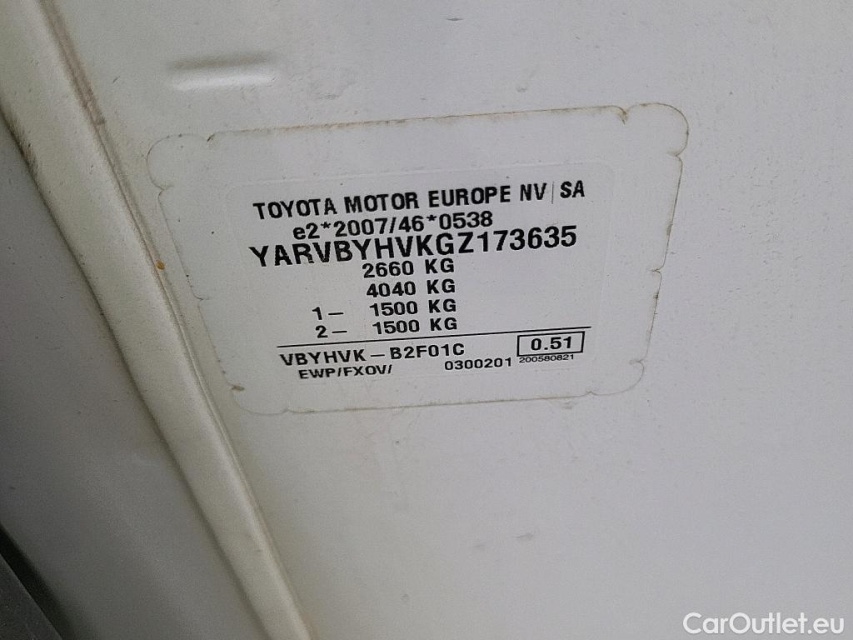 TOYOTA MOTOR EUROPE NV/SA
e2*2007/46*0538
YARVBYHVKGZ173635
2660 KG
4040 KG
1- 1500 KG
2- 1500 KG
VBYHVK-B2F01C 0.51
EWP/FXOV/ 0300201 200580821
CarOutlet.eu